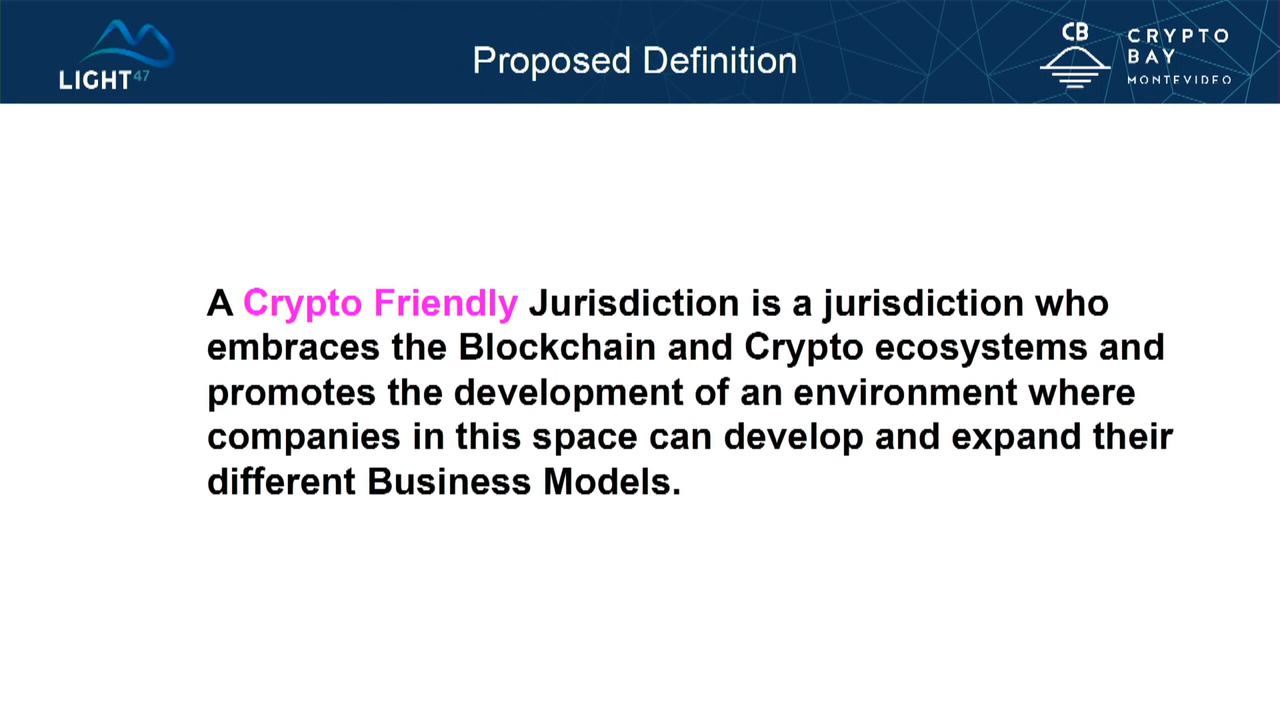 LIGHT47
Proposed Definition
CB
CRYPTO
BAY
MONTEVIDEO
A Crypto Friendly Jurisdiction is a jurisdiction who
embraces the Blockchain and Crypto ecosystems and
promotes the development of an environment where
companies in this space can develop and expand their
different Business Models.